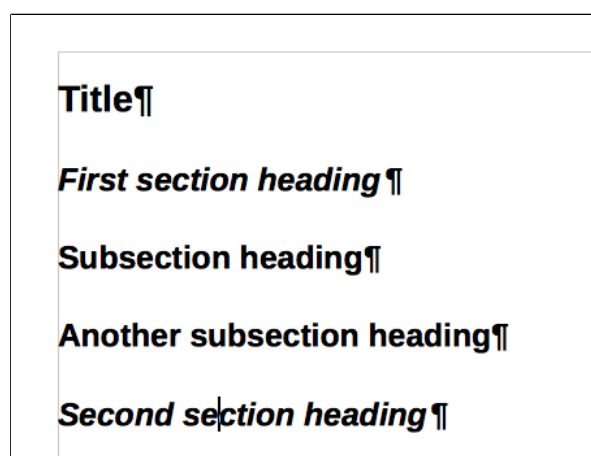 Title¶
First section heading¶
Subsection heading¶
Another subsection heading¶
Second section heading¶